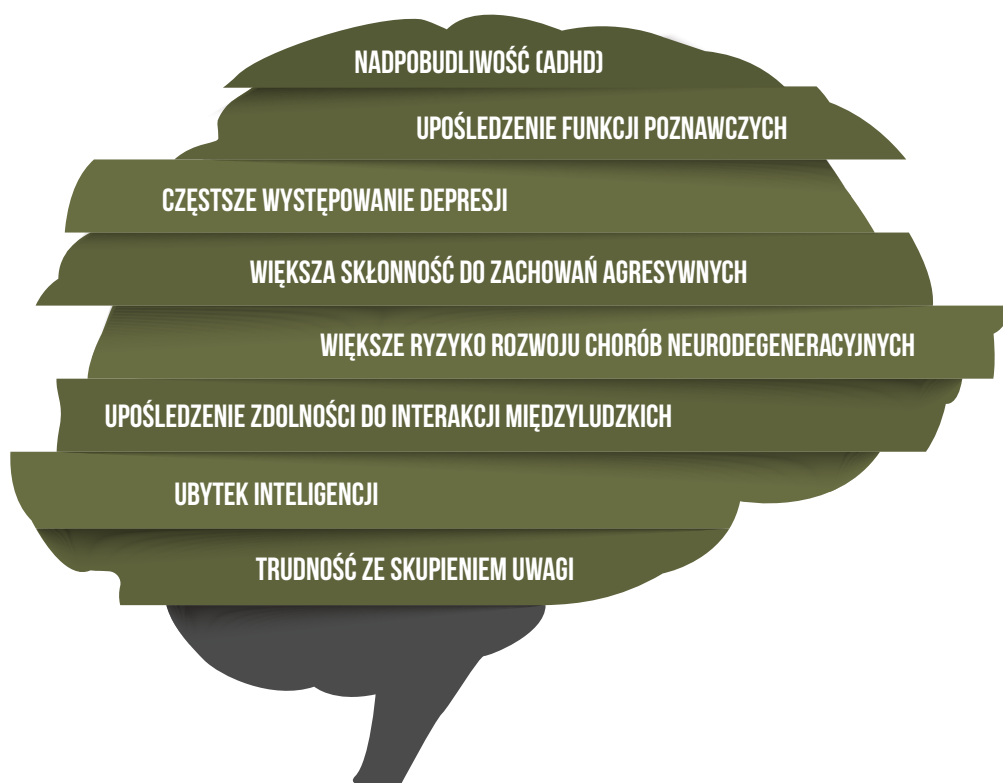 NADPOBUDLIWOŚĆ (ADHD)
UPOŚLEDZENIE FUNKCJI POZNAWCZYCH
CZĘSTSZE WYSTĘPOWANIE DEPRESJI
WIĘKSZA SKŁONNOŚĆ DO ZACHOWAŃ AGRESYWNYCH
WIĘKSZE RYZYKO ROZWOJU CHORÓB NEURODEGENERACYJNYCH
UPOŚLEDZENIE ZDOLNOŚCI DO INTERAKCJI MIĘDZYLUDZKICH
UBYTEK INTELIGENCJI
TRUDNOŚĆ ZE SKUPIENIEM UWAGI